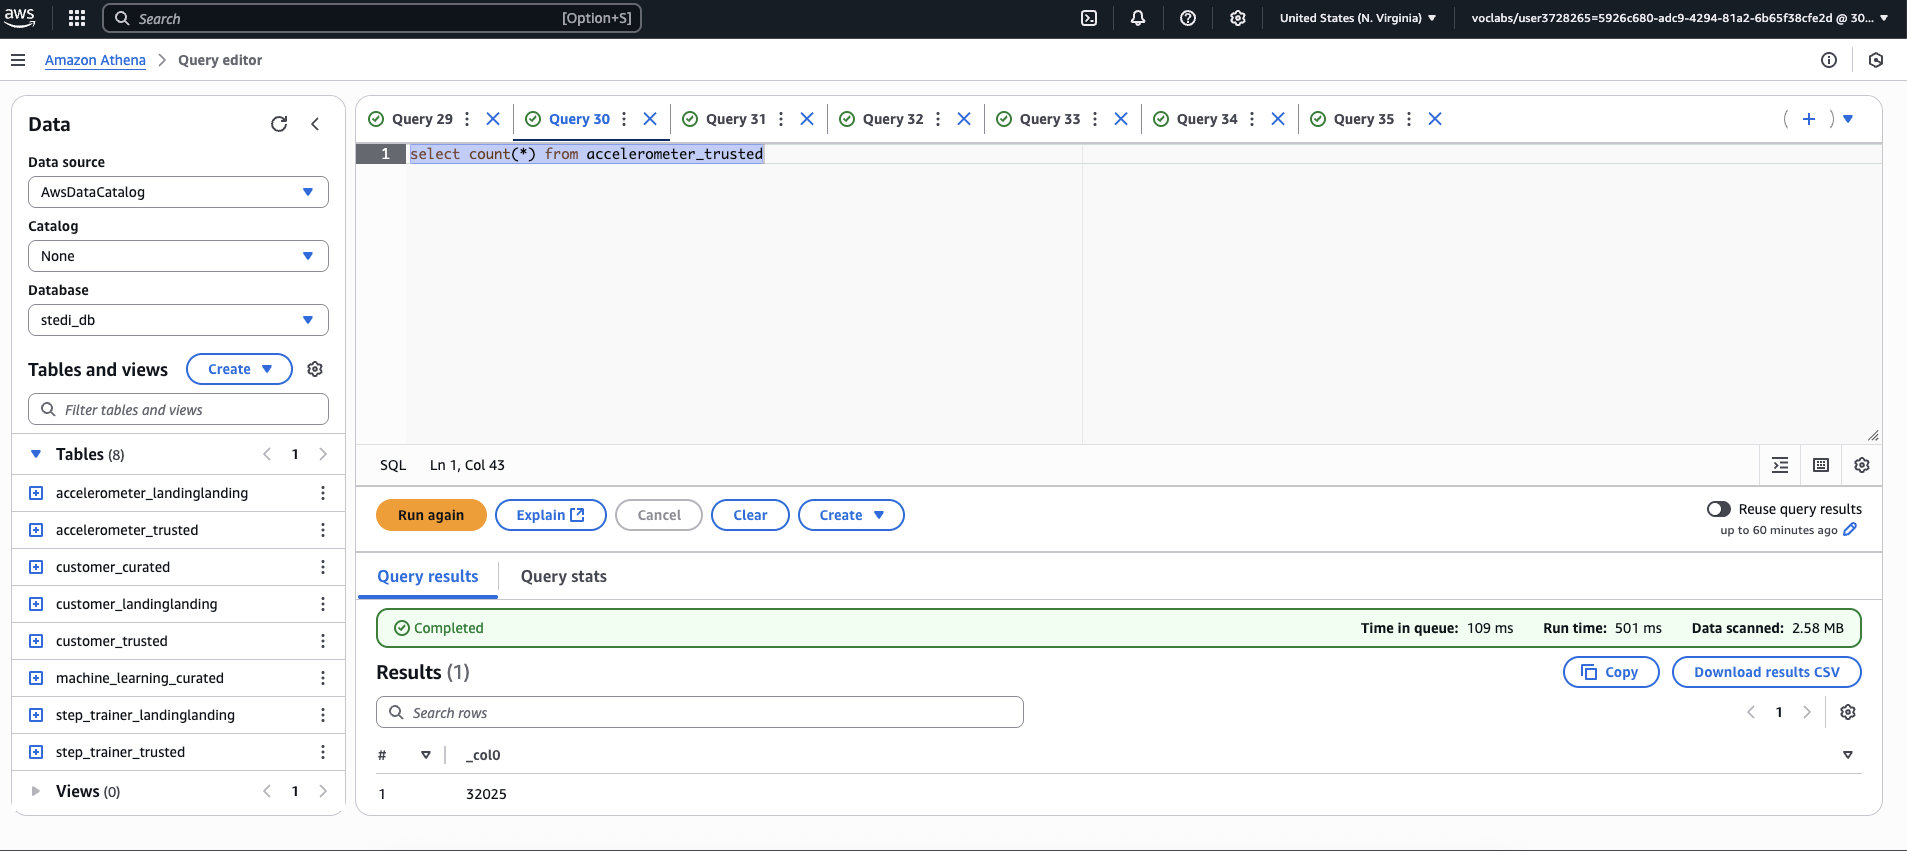 aws
Search [Option+S]
United States (N. Virginia)
voclabs/user3728265=5926c680-adc9-4294-81a2-6b65f38cfe2d @ 30...
Amazon Athena
Query editor
Data
Data source
AwsDataCatalog
Catalog
None
Database
stedi_db
Tables and views
Create
Filter tables and views
Tables (8)
1
accelerometer_landinglanding
accelerometer_trusted
customer_curated
customer_landinglanding
customer_trusted
machine_learning_curated
step_trainer_landinglanding
step_trainer_trusted
Views (0)
1
Query 29
Query 30
Query 31
Query 32
Query 33
Query 34
Query 35
1 select count(*) from accelerometer_trusted
SQL Ln 1, Col 43
Run again
Explain
Cancel
Clear
Create
Reuse query results
up to 60 minutes ago
Query results
Query stats
Completed
Time in queue: 109 ms
Run time: 501 ms
Data scanned: 2.58 MB
Results (1)
Copy
Download results CSV
Search rows
1
# _col0
1 32025